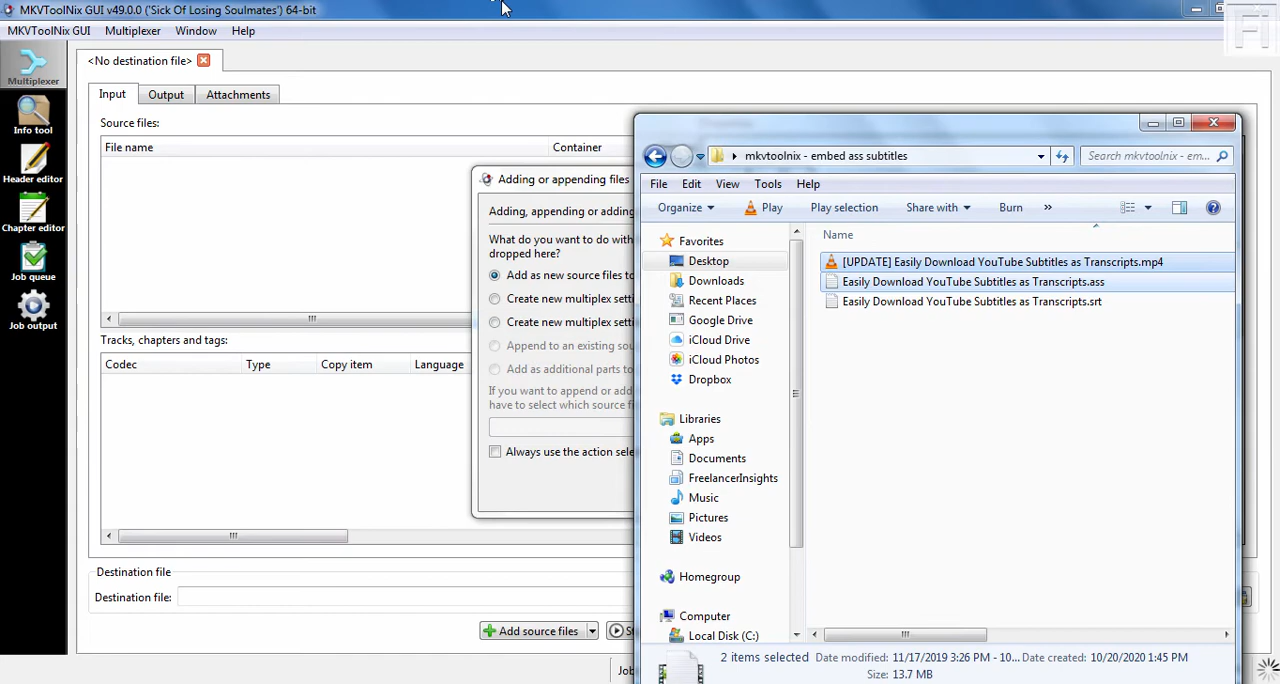 MKVToolNix GUI v49.0.0 ('Sick Of Losing Soulmates') 64-bit
MKVToolNix GUI Multiplexer Window Help
<No destination file>
Multiplexer
Info tool
Header editor
Chapter editor
Job queue
Job output
Input Output Attachments
Source files:
File name Container
Adding or appending files
Adding, appending or adding
What do you want to do with
dropped here?
Add as new source files to
Create new multiplex setti
Create new multiplex setti
Append to an existing sou
Add as additional parts to
If you want to append or add
have to select which source fi
Always use the action sele
Tracks, chapters and tags:
Codec Type Copy item Language
Destination file
Destination file:
Add source files
Job
mkvtoolnix - embed ass subtitles
Search mkvtoolnix - em...
File Edit View Tools Help
Organize Play Play selection Share with Burn »
Favorites
Desktop
Downloads
Recent Places
Google Drive
iCloud Drive
iCloud Photos
Dropbox
Libraries
Apps
Documents
FreelancerInsights
Music
Pictures
Videos
Homegroup
Computer
Local Disk (C:)
Name
[UPDATE] Easily Download YouTube Subtitles as Transcripts.mp4
Easily Download YouTube Subtitles as Transcripts.ass
Easily Download YouTube Subtitles as Transcripts.srt
2 items selected Date modified: 11/17/2019 3:26 PM - 10... Date created: 10/20/2020 1:45 PM
Size: 13.7 MB